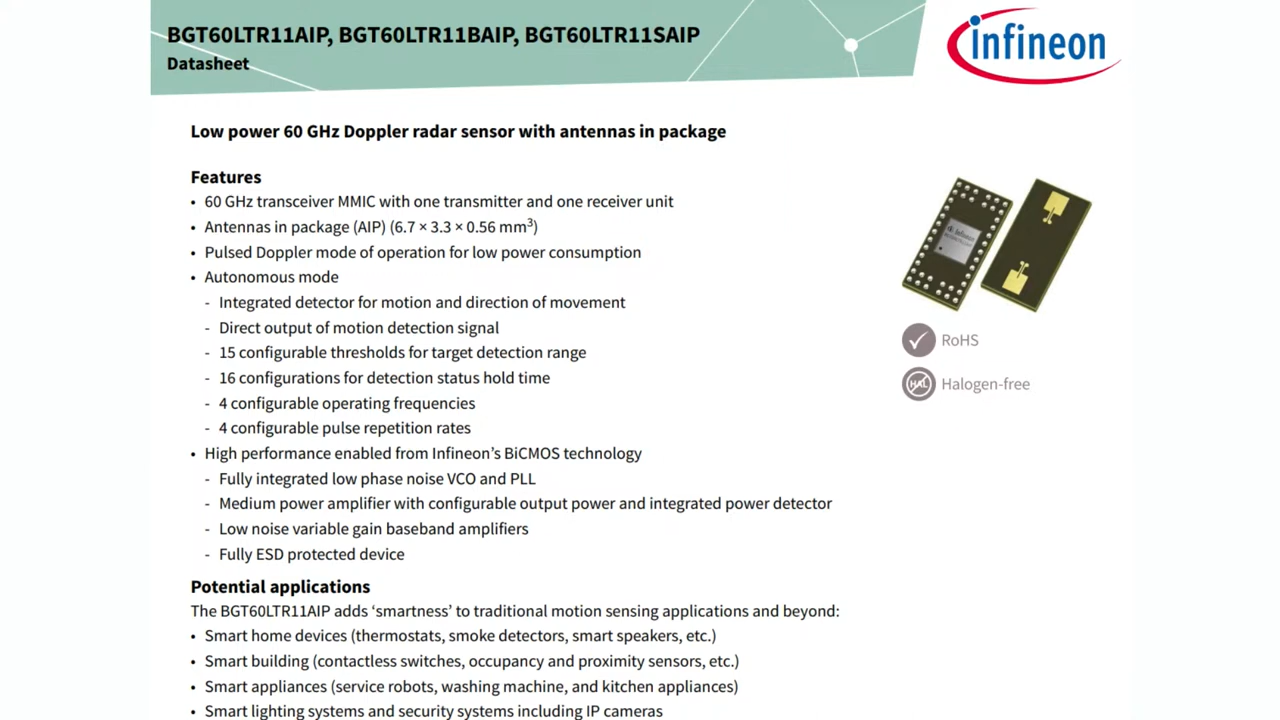 BGT60LTR11AIP, BGT60LTR11BAIP, BGT60LTR11SAIP
Datasheet
infineon
Low power 60 GHz Doppler radar sensor with antennas in package
Features
• 60 GHz transceiver MMIC with one transmitter and one receiver unit
• Antennas in package (AIP) (6.7 × 3.3 × 0.56 mm³)
• Pulsed Doppler mode of operation for low power consumption
• Autonomous mode
- Integrated detector for motion and direction of movement
- Direct output of motion detection signal
- 15 configurable thresholds for target detection range
- 16 configurations for detection status hold time
- 4 configurable operating frequencies
- 4 configurable pulse repetition rates
• High performance enabled from Infineon’s BiCMOS technology
- Fully integrated low phase noise VCO and PLL
- Medium power amplifier with configurable output power and integrated power detector
- Low noise variable gain baseband amplifiers
- Fully ESD protected device
Infineon
RoHS
HAL
Halogen-free
Potential applications
The BGT60LTR11AIP adds ‘smartness’ to traditional motion sensing applications and beyond:
• Smart home devices (thermostats, smoke detectors, smart speakers, etc.)
• Smart building (contactless switches, occupancy and proximity sensors, etc.)
• Smart appliances (service robots, washing machine, and kitchen appliances)
• Smart lighting systems and security systems including IP cameras